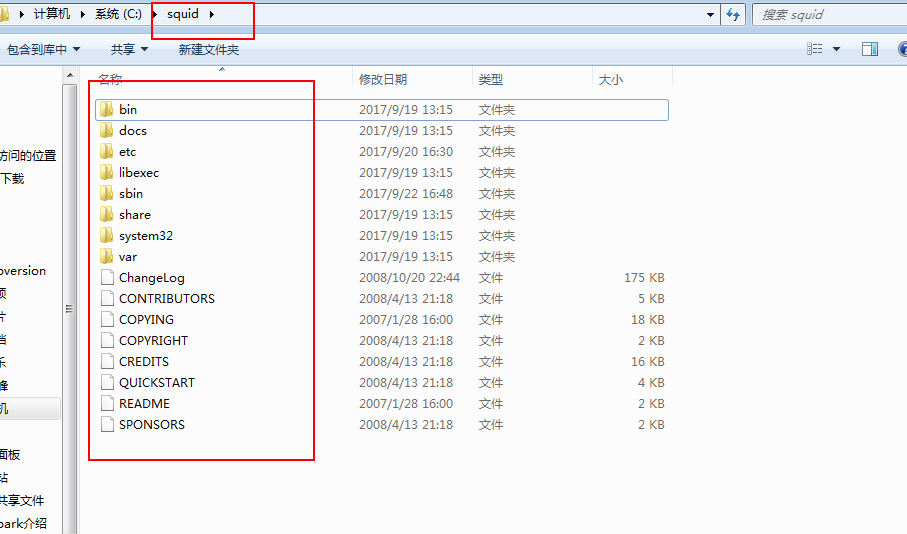 计算机 系统 (C:) squid 搜索 squid
包含到库中 共享 新建文件夹
名称 修改日期 类型 大小
bin 2017/9/19 13:15 文件夹
docs 2017/9/19 13:15 文件夹
访问的位置 etc 2017/9/20 16:30 文件夹
下载 libexec 2017/9/19 13:15 文件夹
sbin 2017/9/22 16:48 文件夹
share 2017/9/19 13:15 文件夹
system32 2017/9/19 13:15 文件夹
var 2017/9/19 13:15 文件夹
oversion ChangeLog 2008/10/20 22:44 文件 175 KB
CONTRIBUTORS 2008/4/13 21:18 文件 5 KB
片 COPYING 2007/1/28 16:00 文件 18 KB
COPYRIGHT 2008/4/13 21:18 文件 2 KB
乐 CREDITS 2008/4/13 21:18 文件 16 KB
QUICKSTART 2008/4/13 21:18 文件 4 KB
机 README 2007/1/28 16:00 文件 2 KB
SPONSORS 2008/4/13 21:18 文件 2 KB
面板
站
共享文件
park介绍